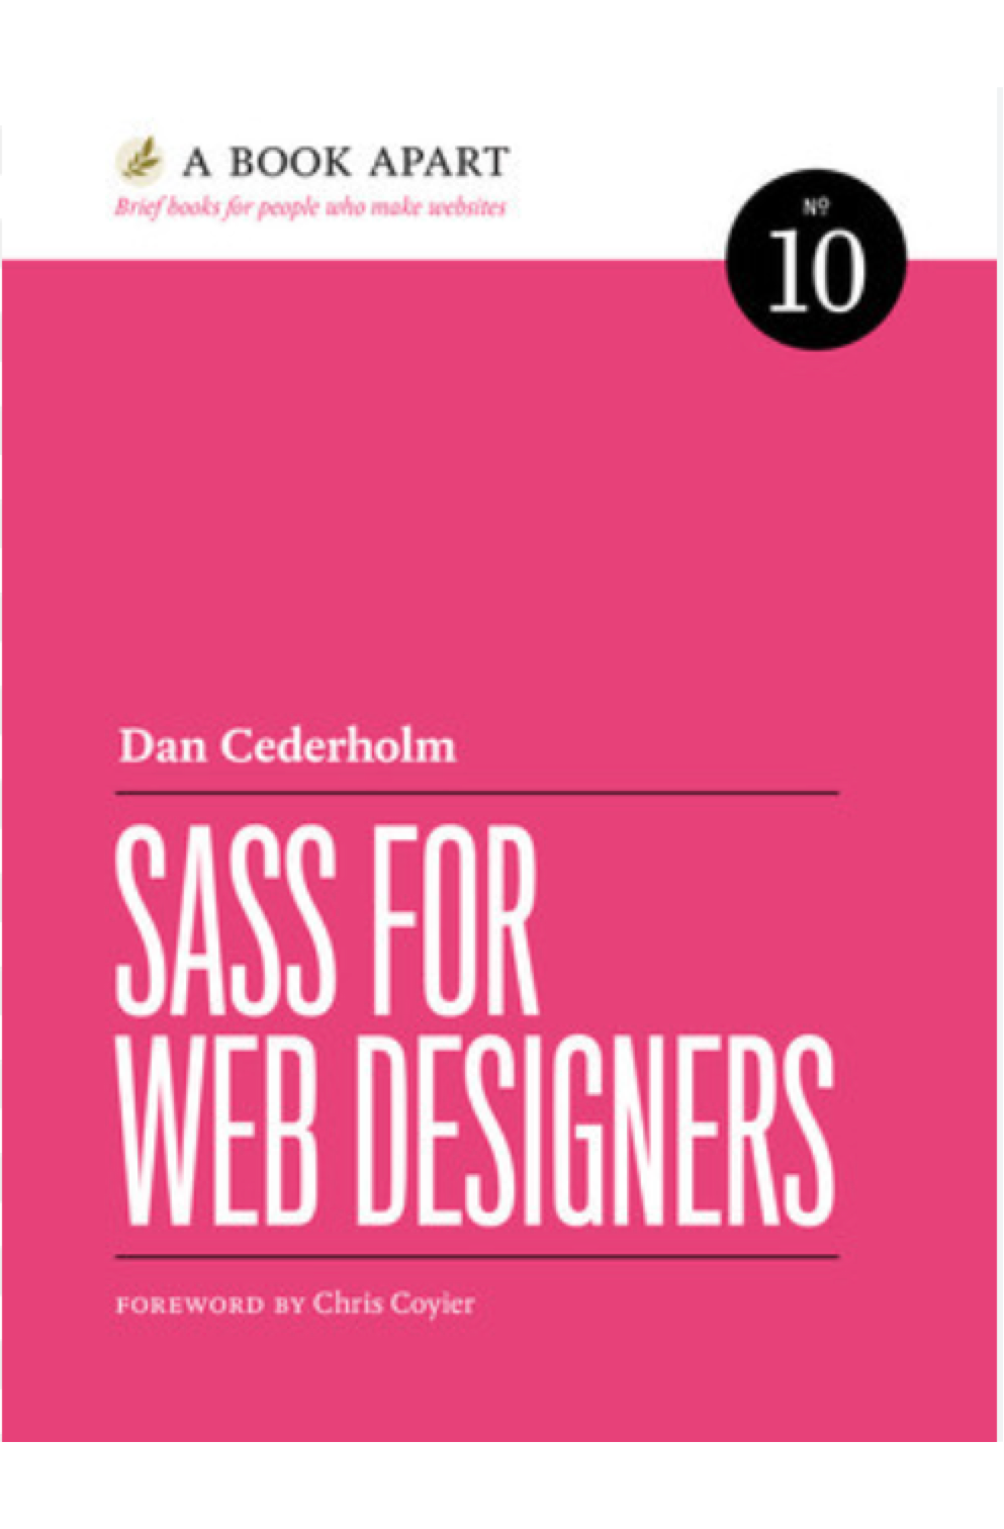 A BOOK APART
Brief books for people who make websites
Nº
10
Dan Cederholm
SASS FOR
WEB DESIGNERS
FOREWORD BY Chris Coyier